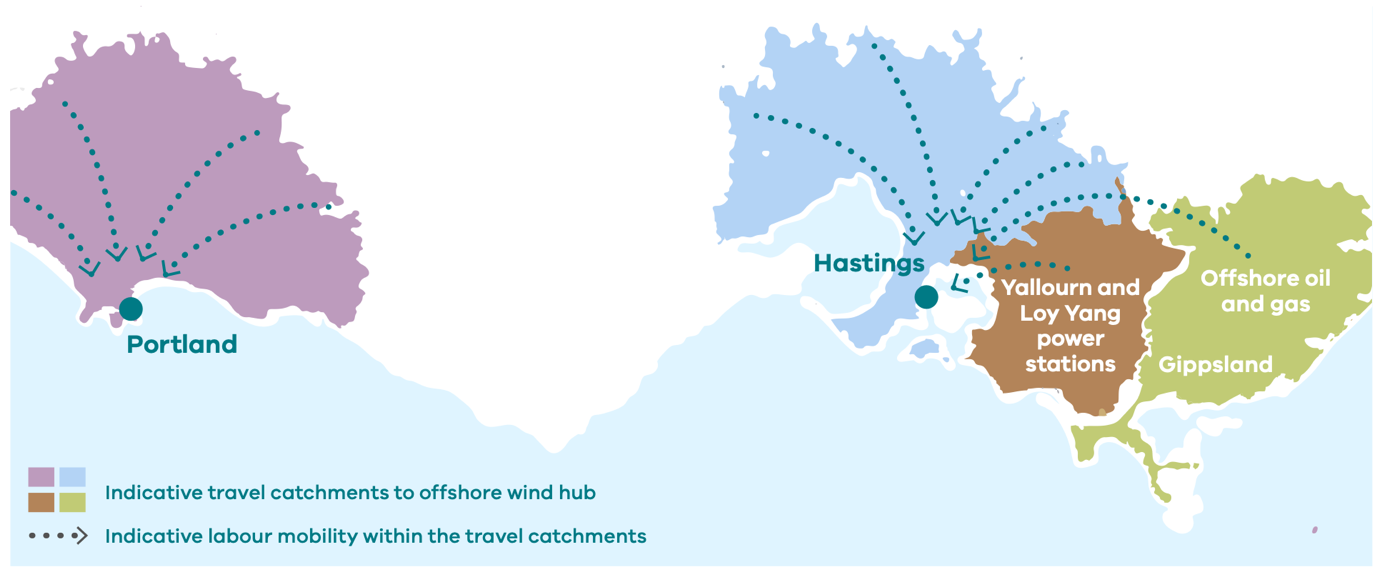 Hastings
Portland
Yallourn and
Loy Yang
power
stations
Offshore oil
and gas
Gippsland
Indicative travel catchments to offshore wind hub
Indicative labour mobility within the travel catchments